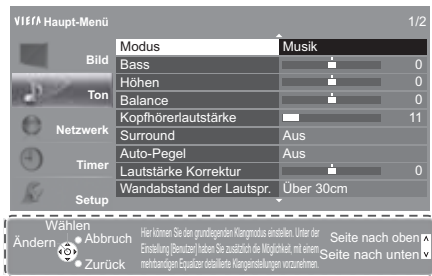 VIErA Haupt-Menü 1/2
Bild
Ton
Netzwerk
Timer
Setup
Modus Musik
Bass 0
Höhen 0
Balance 0
Kopfhörerlautstärke 11
Surround Aus
Auto-Pegel Aus
Lautstärke Korrektur 0
Wandabstand der Lautspr. Über 30cm
Wählen
Ändern
Abbruch
Zurück
Hier können Sie den grundlegenden Klangmodus einstellen. Unter der
Einstellung [Benutzer] haben Sie zusätzlich die Möglichkeit, mit einem
mehrbandigen Equalizer detaillierte Klangeinstellungen vorzunehmen.
Seite nach oben
Seite nach unten